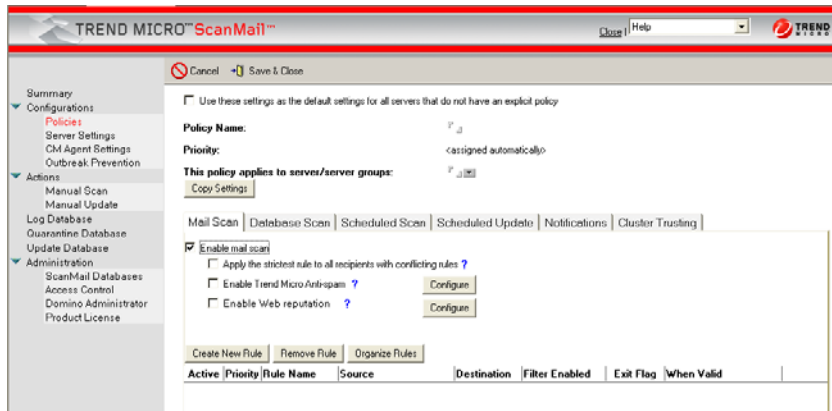 TREND MICRO™ ScanMail™
Close | Help
TREND MICRO
Cancel Save & Close
Summary
Configurations
Policies
Server Settings
CM Agent Settings
Outbreak Prevention
Actions
Manual Scan
Manual Update
Log Database
Quarantine Database
Update Database
Administration
ScanMail Databases
Access Control
Domino Administrator
Product License
Use these settings as the default settings for all servers that do not have an explicit policy
Policy Name:
Priority: <assigned automatically>
This policy applies to server/server groups:
Copy Settings
Mail Scan | Database Scan | Scheduled Scan | Scheduled Update | Notifications | Cluster Trusting |
Enable mail scan
Apply the strictest rule to all recipients with conflicting rules ?
Enable Trend Micro Anti-spam ? Configure
Enable Web reputation ? Configure
Create New Rule Remove Rule Organize Rules
Active Priority Rule Name Source Destination Filter Enabled Exit Flag When Valid